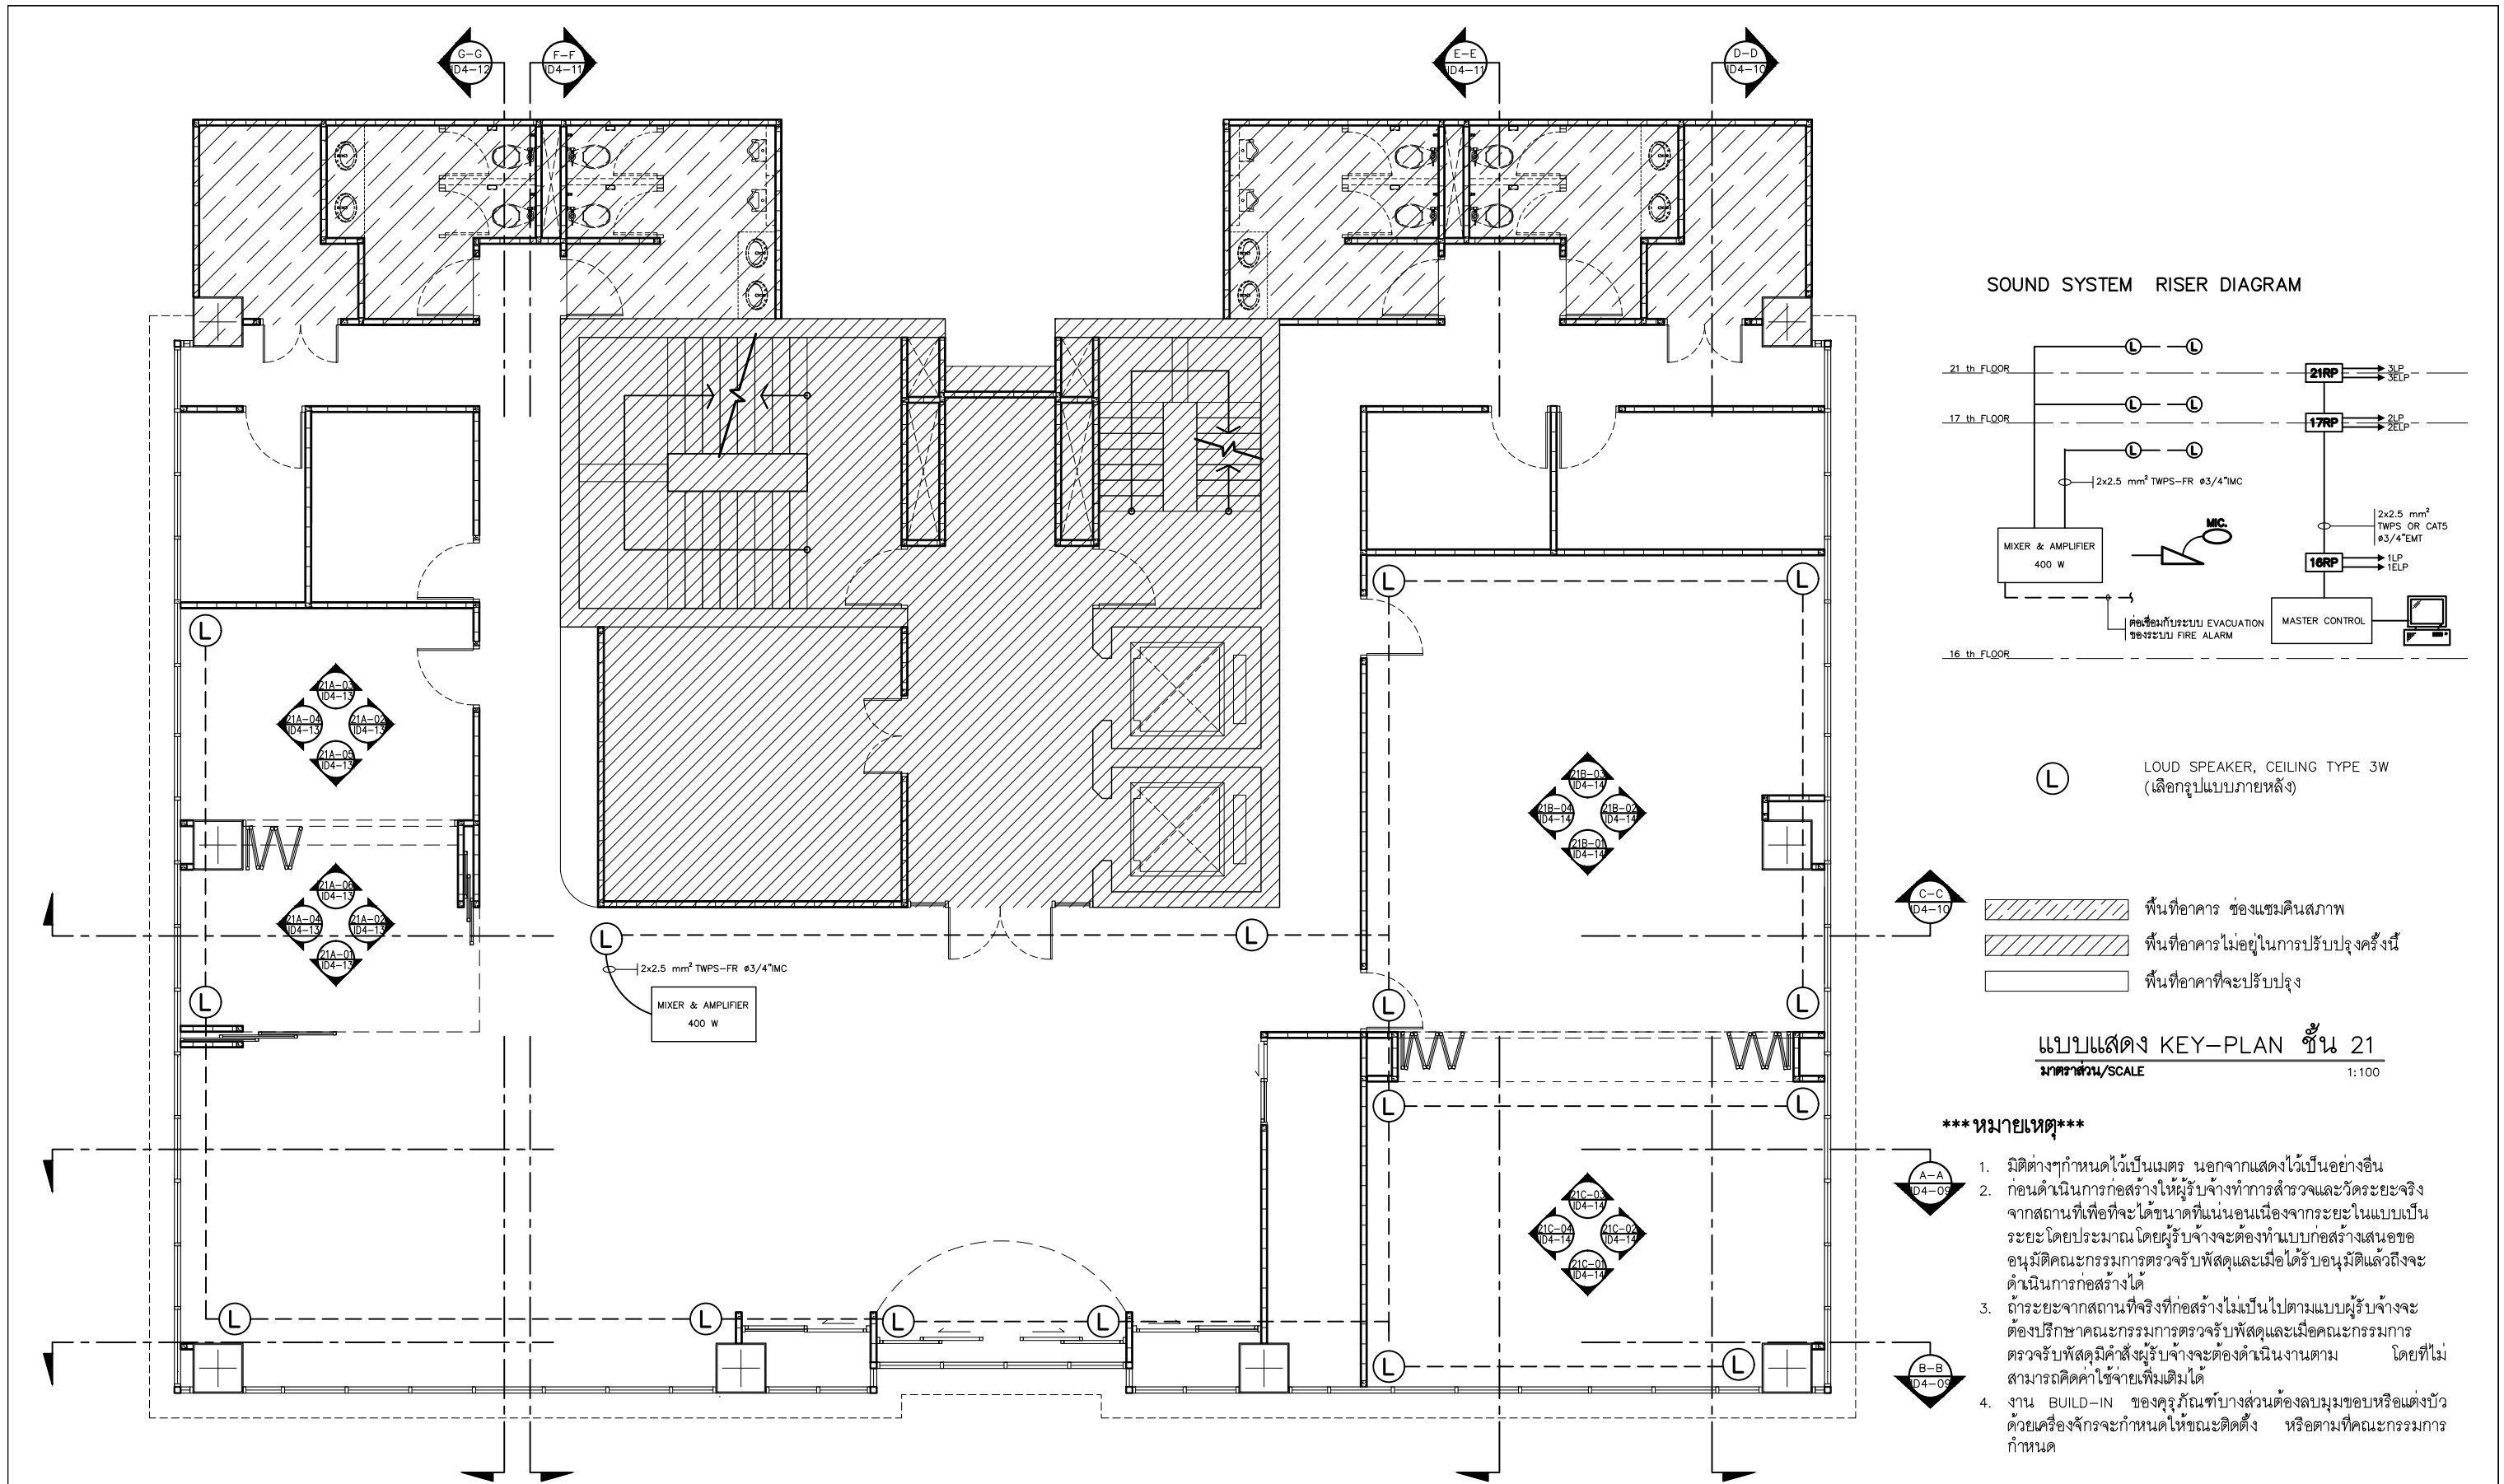 G-G
ID4-12
F-F
ID4-11
E-E
ID4-11
D-D
ID4-10
SOUND SYSTEM RISER DIAGRAM
L L
21 th FLOOR
21RP
3LP
3ELP
L L
17 th FLOOR
17RP
2LP
2ELP
L L
2x2.5 mm² TWPS-FR ø3/4"IMC
MIXER & AMPLIFIER
400 W
MIC.
2x2.5 mm²
TWPS OR CAT5
ø3/4"EMT
16RP
1LP
1ELP
MASTER CONTROL
ต่อเชื่อมกับระบบ EVACUATION
ของระบบ FIRE ALARM
16 th FLOOR
L
LOUD SPEAKER, CEILING TYPE 3W
(เลือกรูปแบบภายหลัง)
L L
L
21A-03
ID4-13
21A-04
ID4-13
21A-02
ID4-13
21A-05
ID4-13
21B-03
ID4-14
21B-04
ID4-14
21B-02
ID4-14
21B-01
ID4-14
21A-06
ID4-13
21A-04
ID4-13
21A-02
ID4-13
21A-01
ID4-13
C-C
ID4-10
พื้นที่อาคาร ซ่องแซมคืนสภาพ
พื้นที่อาคารไม่อยู่ในการปรับปรุงครั้งนี้
พื้นที่อาคาที่จะปรับปรุง
L L
2x2.5 mm² TWPS-FR ø3/4"IMC
MIXER & AMPLIFIER
400 W
L L L
แบบแสดง KEY-PLAN ชั้น 21
มาตราส่วน/SCALE 1:100
L L
21C-03
ID4-14
21C-04
ID4-14
21C-02
ID4-14
21C-01
ID4-14
A-A
ID4-09
B-B
ID4-09
L L L L
L L
***หมายเหตุ***
1. มิติต่างๆกำหนดไว้เป็นเมตร นอกจากแสดงไว้เป็นอย่างอื่น
2. ก่อนดำเนินการก่อสร้างให้ผู้รับจ้างทำการสำรวจและวัดระยะจริง
จากสถานที่เพื่อที่จะได้ขนาดที่แน่นอนเนื่องจากระยะในแบบเป็น
ระยะโดยประมาณโดยผู้รับจ้างจะต้องทำแบบก่อสร้างเสนอขอ
อนุมัติคณะกรรมการตรวจรับพัสดุและเมื่อได้รับอนุมัติแล้วถึงจะ
ดำเนินการก่อสร้างได้
3. ถ้าระยะจากสถานที่จริงที่ก่อสร้างไม่เป็นไปตามแบบผู้รับจ้างจะ
ต้องปรึกษาคณะกรรมการตรวจรับพัสดุและเมื่อคณะกรรมการ
ตรวจรับพัสดุมีคำสั่งผู้รับจ้างจะต้องดำเนินงานตาม โดยที่ไม่
สามารถคิดค่าใช้จ่ายเพิ่มเติมได้
4. งาน BUILD-IN ของครุภัณฑ์บางส่วนต้องลบมุมขอบหรือแต่งบัว
ด้วยเครื่องจักรจะกำหนดให้ขณะติดตั้ง หรือตามที่คณะกรรมการ
กำหนด